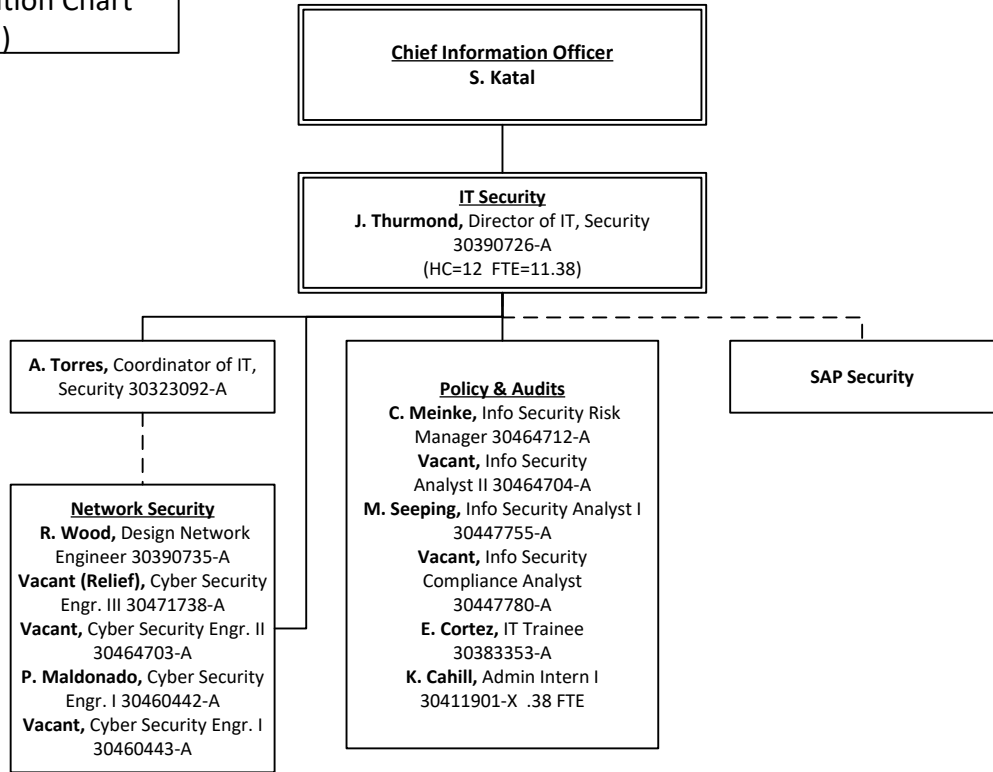 Chart
)
Chief Information Officer
S. Katal
IT Security
J. Thurmond, Director of IT, Security
30390726-A
(HC=12 FTE=11.38)
A. Torres, Coordinator of IT,
Security 30323092-A
Network Security
R. Wood, Design Network
Engineer 30390735-A
Vacant (Relief), Cyber Security
Engr. III 30471738-A
Vacant, Cyber Security Engr. II
30464703-A
P. Maldonado, Cyber Security
Engr. I 30460442-A
Vacant, Cyber Security Engr. I
30460443-A
Policy & Audits
C. Meinke, Info Security Risk
Manager 30464712-A
Vacant, Info Security
Analyst II 30464704-A
M. Seeping, Info Security Analyst I
30447755-A
Vacant, Info Security
Compliance Analyst
30447780-A
E. Cortez, IT Trainee
30383353-A
K. Cahill, Admin Intern I
30411901-X .38 FTE
SAP Security